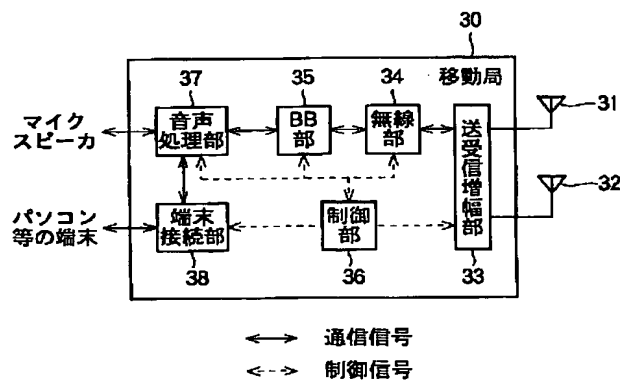 30
移動局
37
35
34
31
マイク
スピーカ
音声
処理部
BB
部
無線
部
送受信増幅部
32
パソコン
等の端末
端末
接続部
制御
部
38
36
33
通信信号
制御信号